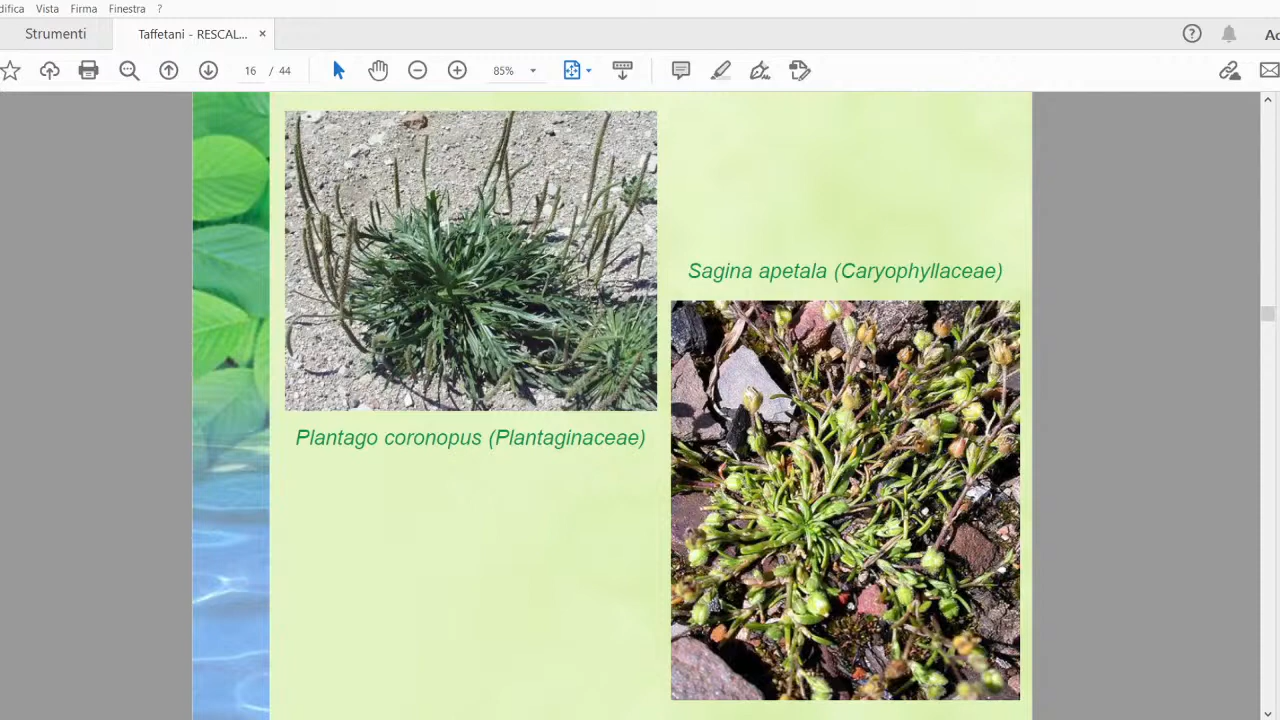 difica Vista Firma Finestra ?
Strumenti
Taffetani - RESCAL... ×
16 / 44
85%
Sagina apetala (Caryophyllaceae)
Plantago coronopus (Plantaginaceae)